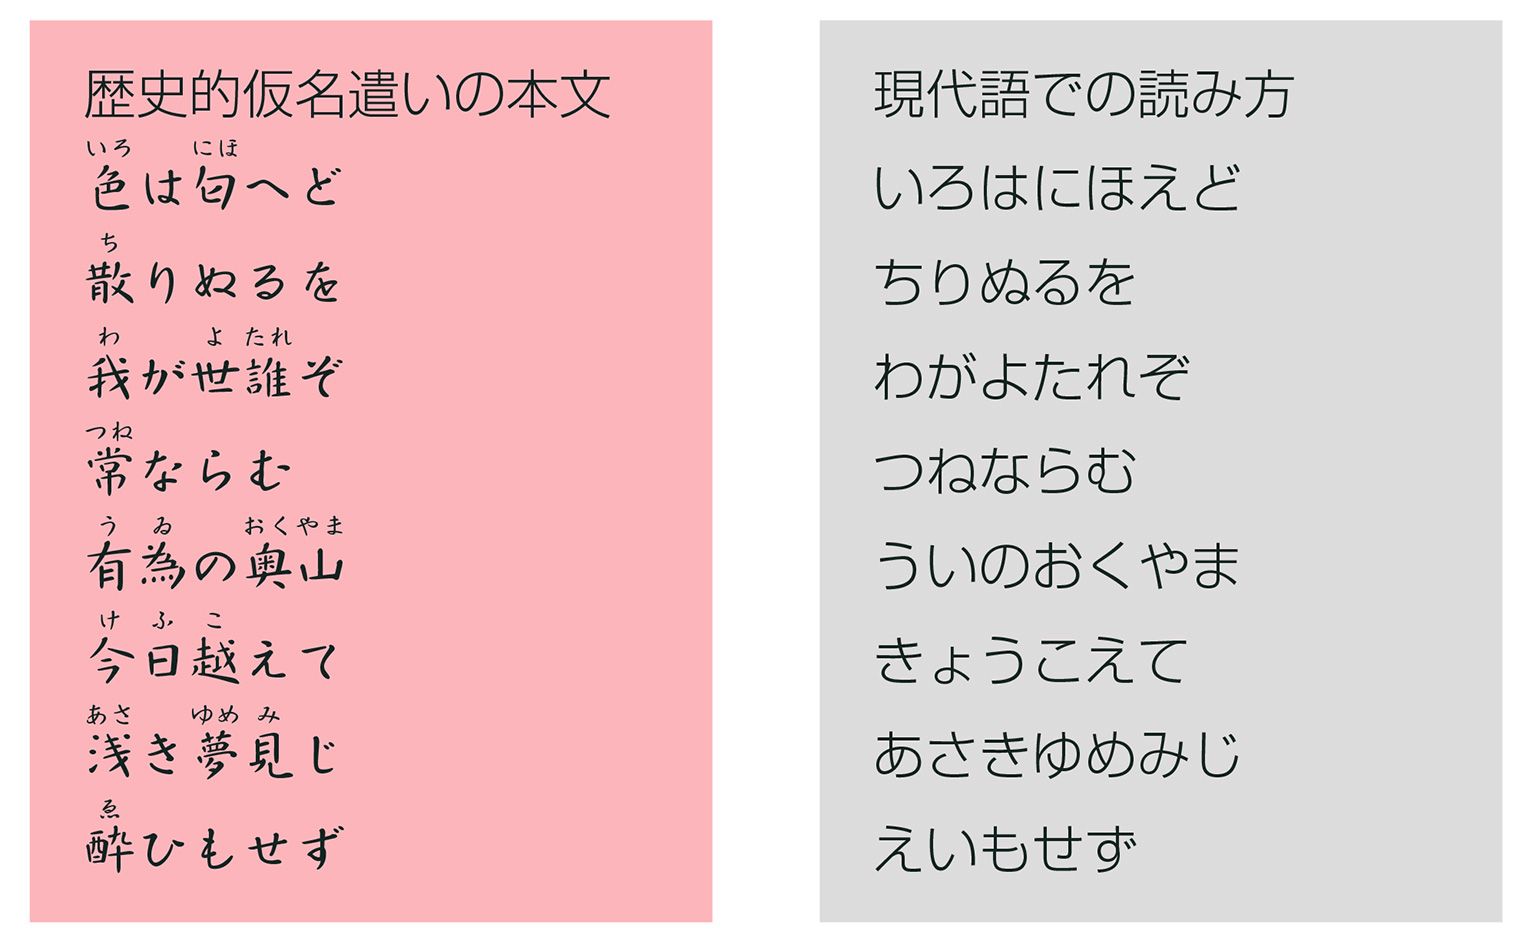 歴史的仮名遣いの本文
いろ にほ
色は匂へど
ち
散りぬるを
わ よ たれ
我が世誰ぞ
つね
常ならむ
う ゐ おくやま
有為の奥山
け ふ こ
今日越えて
あさ ゆめ み
浅き夢見じ
ゑ
酔ひもせず
現代語での読み方
いろはにほえど
ちりぬるを
わがよたれぞ
つねならむ
ういのおくやま
きょうこえて
あさきゆめみじ
えいもせず